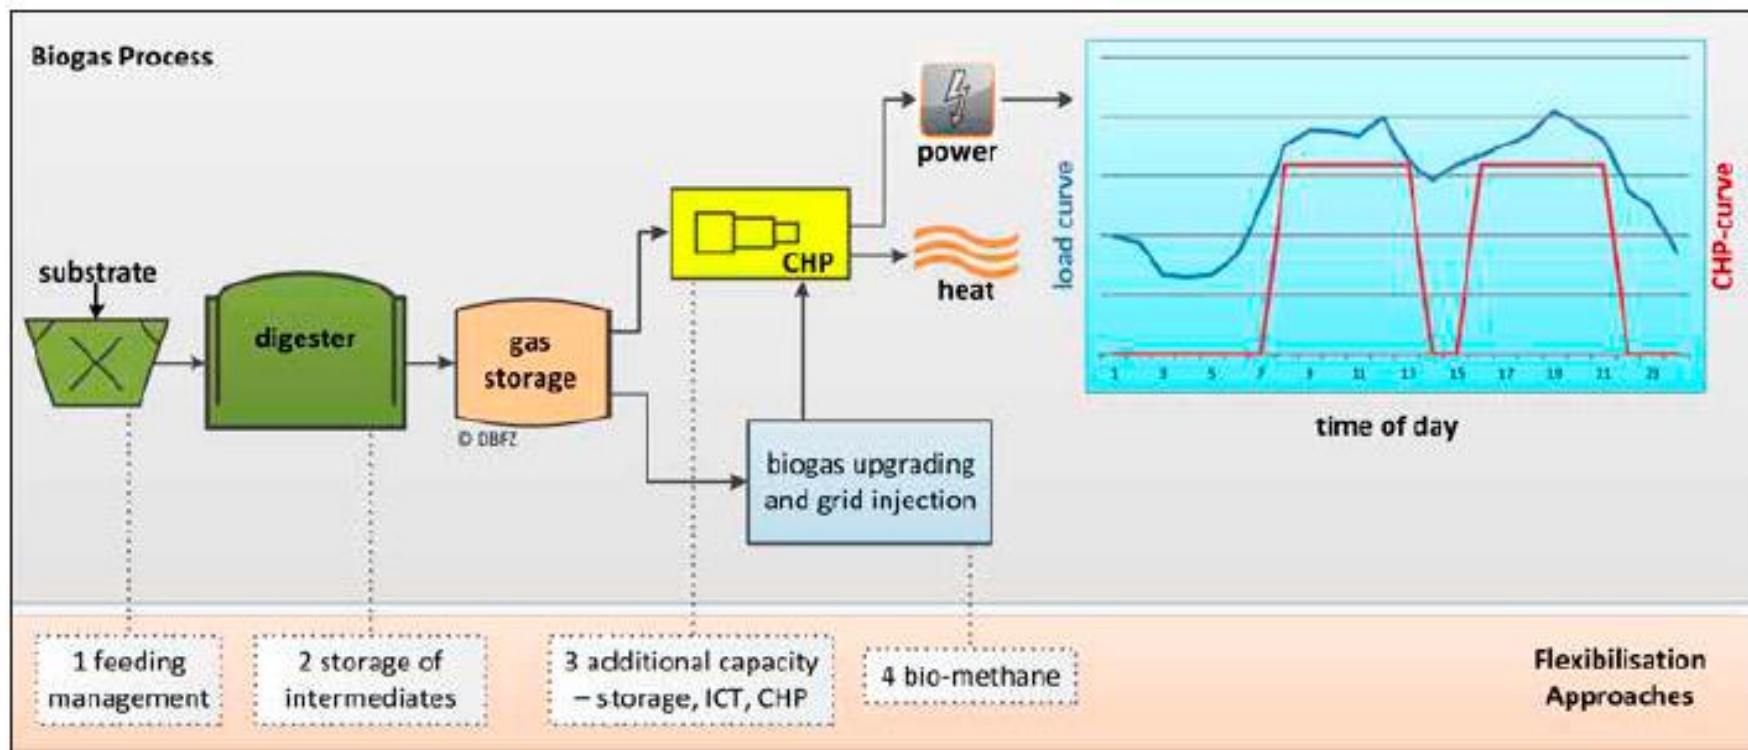 Biogas Process
substrate
digester
gas
storage
© DBFZ
CHP
power
heat
biogas upgrading
and grid injection
load curve
CHP-curve
1 3 5 7 9 11 13 15 17 19 21 23
time of day
1 feeding
management
2 storage of
intermediates
3 additional capacity
– storage, ICT, CHP
4 bio-methane
Flexibilisation
Approaches